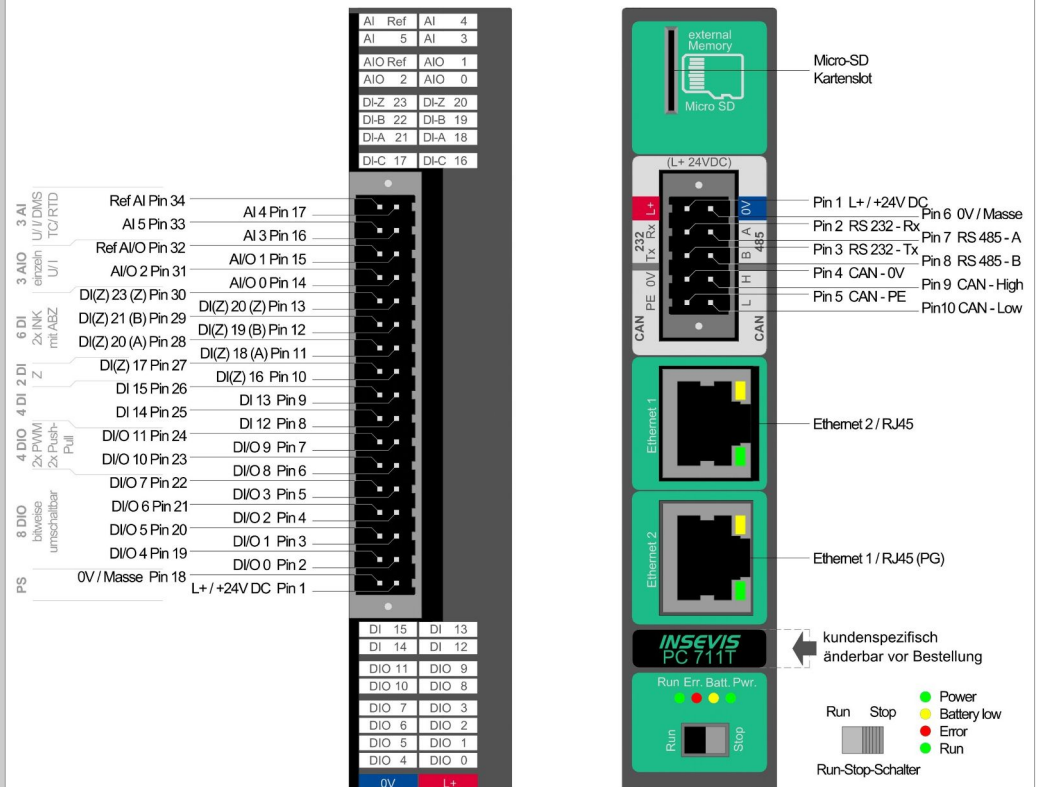 AI Ref AI 4
AI 5 AI 3
AIO Ref AIO 1
AIO 2 AIO 0
DI-Z 23 DI-Z 20
DI-B 22 DI-B 19
DI-A 21 DI-A 18
DI-C 17 DI-C 16
3 AI
U/ I/ DMS
TC/ RTD
3 AIO
einzeln
U/ I
6 DI
2x INK
mit ABZ
2 DI
Z
4 DI
4 DIO
2x PWM
2x Push-
Pull
8 DIO
bitweise
umschaltbar
PS
Ref AI Pin 34
AI 4 Pin 17
AI 5 Pin 33
AI 3 Pin 16
Ref AI/O Pin 32
AI/O 1 Pin 15
AI/O 2 Pin 31
AI/O 0 Pin 14
DI(Z) 23 (Z) Pin 30
DI(Z) 20 (Z) Pin 13
DI(Z) 21 (B) Pin 29
DI(Z) 19 (B) Pin 12
DI(Z) 20 (A) Pin 28
DI(Z) 18 (A) Pin 11
DI(Z) 17 Pin 27
DI(Z) 16 Pin 10
DI 15 Pin 26
DI 13 Pin 9
DI 14 Pin 25
DI 12 Pin 8
DI/O 11 Pin 24
DI/O 9 Pin 7
DI/O 10 Pin 23
DI/O 8 Pin 6
DI/O 7 Pin 22
DI/O 3 Pin 5
DI/O 6 Pin 21
DI/O 2 Pin 4
DI/O 5 Pin 20
DI/O 1 Pin 3
DI/O 4 Pin 19
DI/O 0 Pin 2
0V / Masse Pin 18
L+ / +24V DC Pin 1
DI 15 DI 13
DI 14 DI 12
DIO 11 DIO 9
DIO 10 DIO 8
DIO 7 DIO 3
DIO 6 DIO 2
DIO 5 DIO 1
DIO 4 DIO 0
0V L+
external
Memory
Micro SD
Micro-SD
Kartenslot
(L+ 24VDC)
L+
0V
232
Tx Rx
PE 0V
CAN
A
B
485
H
L
CAN
Pin 1 L+ / +24V DC
Pin 6 0V / Masse
Pin 2 RS 232 - Rx
Pin 7 RS 485 - A
Pin 3 RS 232 - Tx
Pin 8 RS 485 - B
Pin 4 CAN - 0V
Pin 9 CAN - High
Pin 5 CAN - PE
Pin10 CAN - Low
Ethernet 1
Ethernet 2 / RJ45
Ethernet 2
Ethernet 1 / RJ45 (PG)
INSEVIS
PC 711T
kundenspezifisch
änderbar vor Bestellung
Run Err. Batt. Pwr.
Run
Stop
Run Stop
Run-Stop-Schalter
Power
Battery low
Error
Run